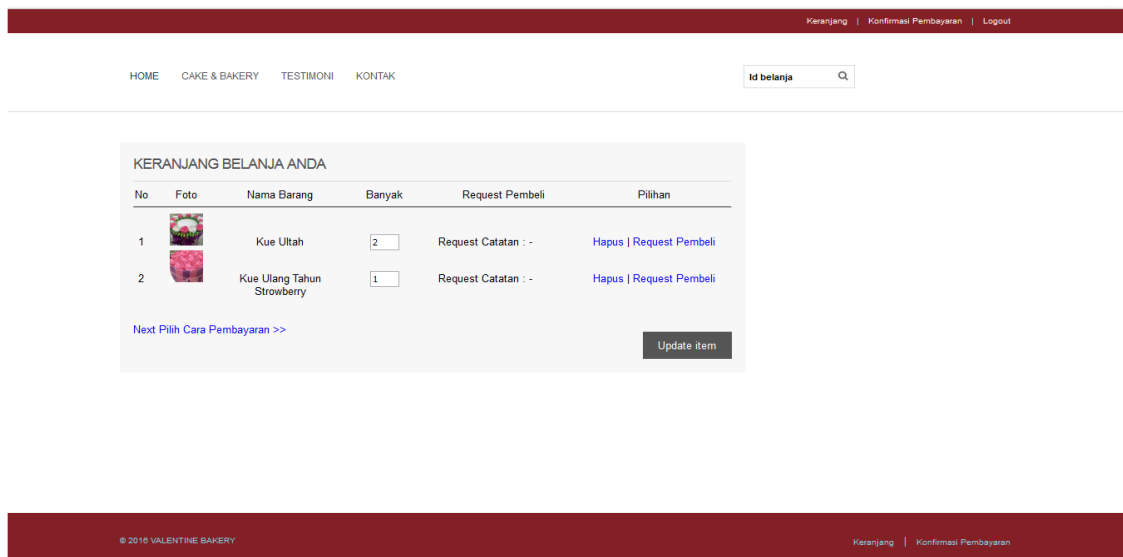 Keranjang | Konfirmasi Pembayaran | Logout
HOME CAKE & BAKERY TESTIMONI KONTAK Id belanja
KERANJANG BELANJA ANDA
No Foto Nama Barang Banyak Request Pembeli Pilihan
1 Kue Ultah 2 Request Catatan : - Hapus | Request Pembeli
2 Kue Ulang Tahun 1 Request Catatan : - Hapus | Request Pembeli
Strowberry
Next Pilih Cara Pembayaran >>
Update item
© 2016 VALENTINE BAKERY Keranjang | Konfirmasi Pembayaran